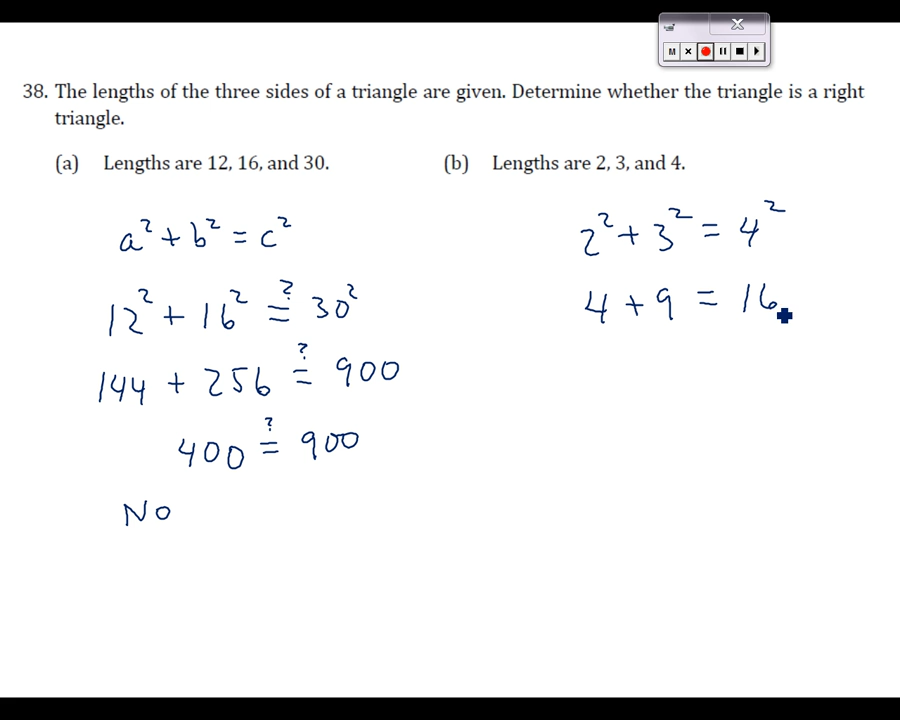 M
38. The lengths of the three sides of a triangle are given. Determine whether the triangle is a right
triangle.
(a) Lengths are 12, 16, and 30.
(b) Lengths are 2, 3, and 4.
a² + b² = c²
12² + 16² ≟ 30²
144 + 256 ≟ 900
400 ≟ 900
No
2² + 3² = 4²
4 + 9 = 16